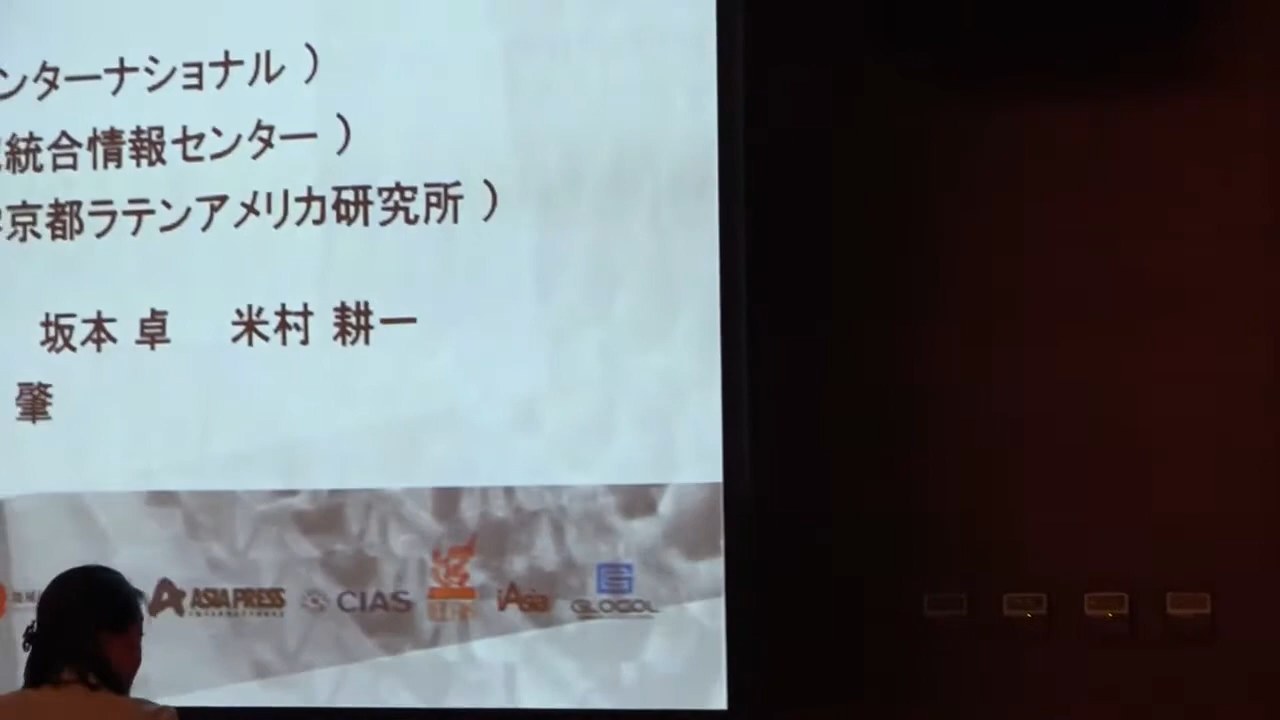 ンターナショナル )
統合情報センター )
京都ラテンアメリカ研究所 )
坂本 卓 米村 耕一
肇
ASIA PRESS CIAS iAsia GLOCOL